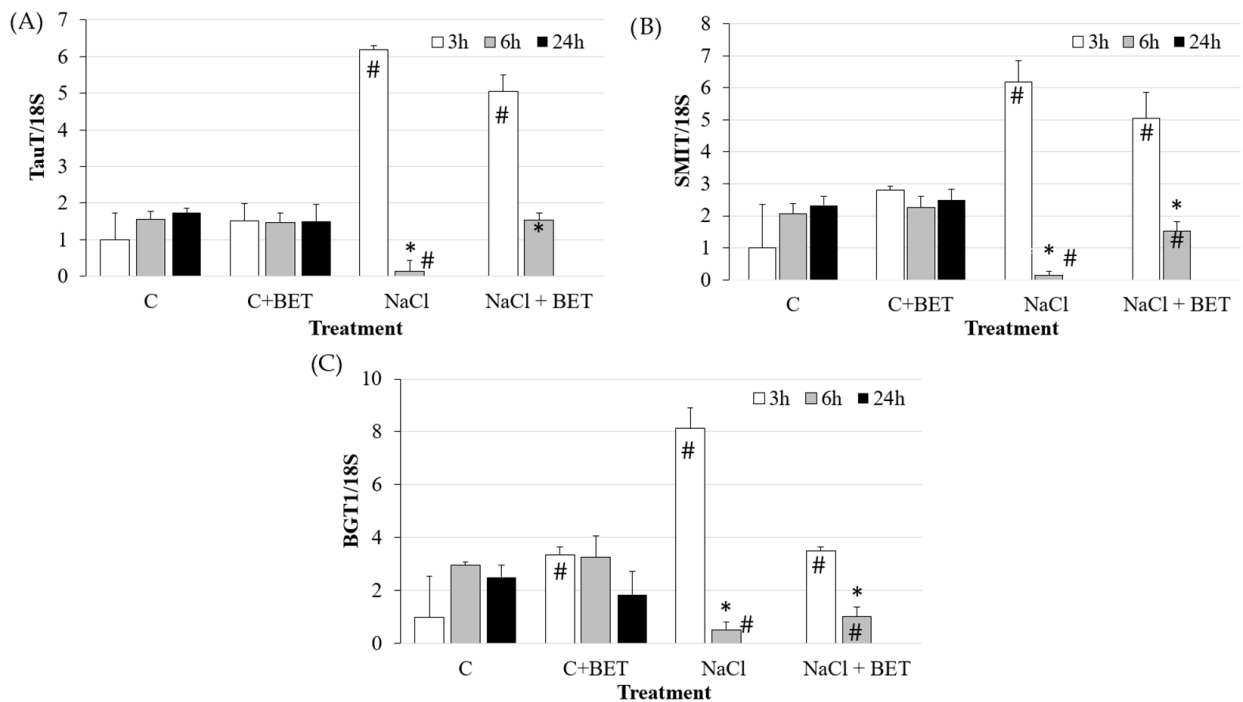 (A)
7
6
5
4
3
2
1
0
TauT/18S
3h 6h 24h
#
#
* #
*
C C+BET NaCl NaCl + BET
Treatment
(B)
8
7
6
5
4
3
2
1
0
SMIT/18S
3h 6h 24h
#
#
*
* #
#
C C+BET NaCl NaCl + BET
Treatment
(C)
10
8
6
4
2
0
BGT1/18S
3h 6h 24h
#
# #
* *
# #
C C+BET NaCl NaCl + BET
Treatment